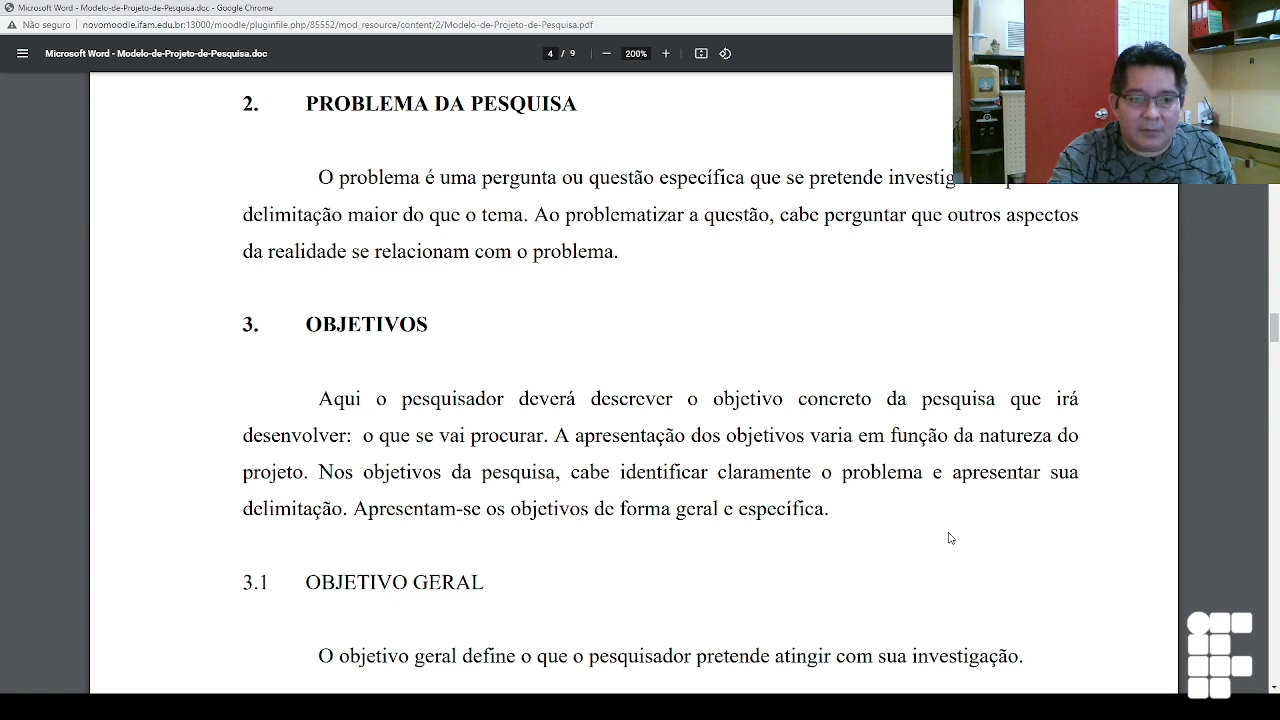 Microsoft Word - Modelo-de-Projeto-de-Pesquisa.doc - Google Chrome
Não seguro | novomoodle.ifam.edu.br:13000/moodle/pluginfile.php/85552/mod_resource/content/2/Modelo-de-Projeto-de-Pesquisa.pdf
Microsoft Word - Modelo-de-Projeto-de-Pesquisa.doc 4 / 9 200%
2. PROBLEMA DA PESQUISA
O problema é uma pergunta ou questão específica que se pretende investig
delimitação maior do que o tema. Ao problematizar a questão, cabe perguntar que outros aspectos
da realidade se relacionam com o problema.
3. OBJETIVOS
Aqui o pesquisador deverá descrever o objetivo concreto da pesquisa que irá
desenvolver: o que se vai procurar. A apresentação dos objetivos varia em função da natureza do
projeto. Nos objetivos da pesquisa, cabe identificar claramente o problema e apresentar sua
delimitação. Apresentam-se os objetivos de forma geral e específica.
3.1 OBJETIVO GERAL
O objetivo geral define o que o pesquisador pretende atingir com sua investigação.